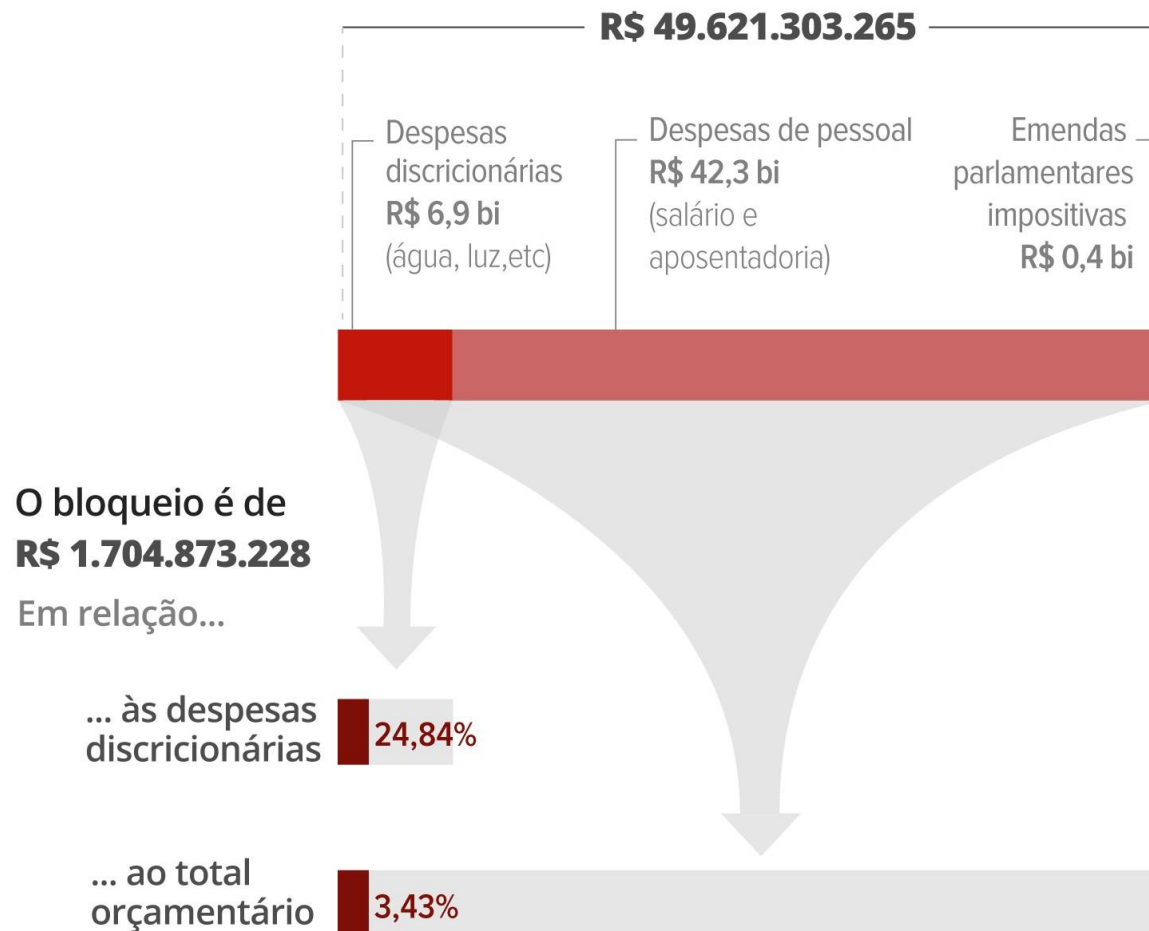 R$ 49.621.303.265
Despesas
discricionárias
R$ 6,9 bi
(água, luz,etc)
Despesas de pessoal
R$ 42,3 bi
(salário e
aposentadoria)
Emendas
parlamentares
impositivas
R$ 0,4 bi
O bloqueio é de
R$ 1.704.873.228
Em relação...
... às despesas
discricionárias
24,84%
... ao total
orçamentário
3,43%